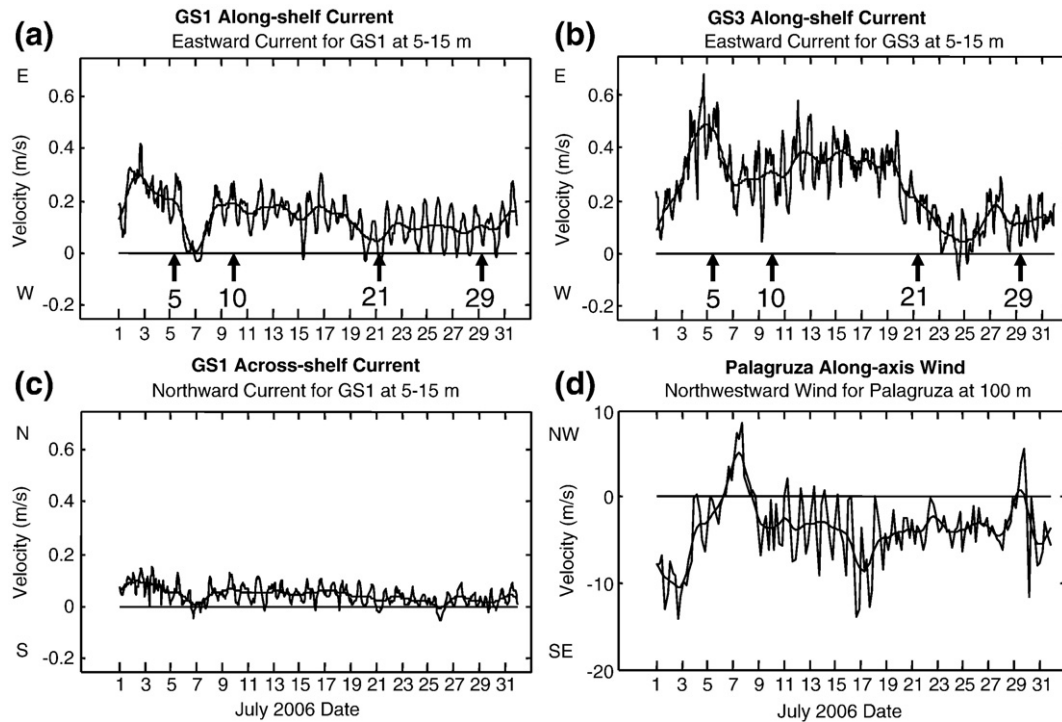 (a)
GS1 Along-shelf Current
Eastward Current for GS1 at 5-15 m
E
0.6
0.4
0.2
0
W
-0.2
Velocity (m/s)
5 10 21 29
1 3 5 7 9 11 13 15 17 19 21 23 25 27 29 31
(b)
GS3 Along-shelf Current
Eastward Current for GS3 at 5-15 m
E
0.6
0.4
0.2
0
W
-0.2
Velocity (m/s)
5 10 21 29
1 3 5 7 9 11 13 15 17 19 21 23 25 27 29 31
(c)
GS1 Across-shelf Current
Northward Current for GS1 at 5-15 m
N
0.6
0.4
0.2
0
S
-0.2
Velocity (m/s)
1 3 5 7 9 11 13 15 17 19 21 23 25 27 29 31
July 2006 Date
(d)
Palagruza Along-axis Wind
Northwestward Wind for Palagruza at 100 m
10
NW
0
-10
SE
-20
Velocity (m/s)
1 3 5 7 9 11 13 15 17 19 21 23 25 27 29 31
July 2006 Date